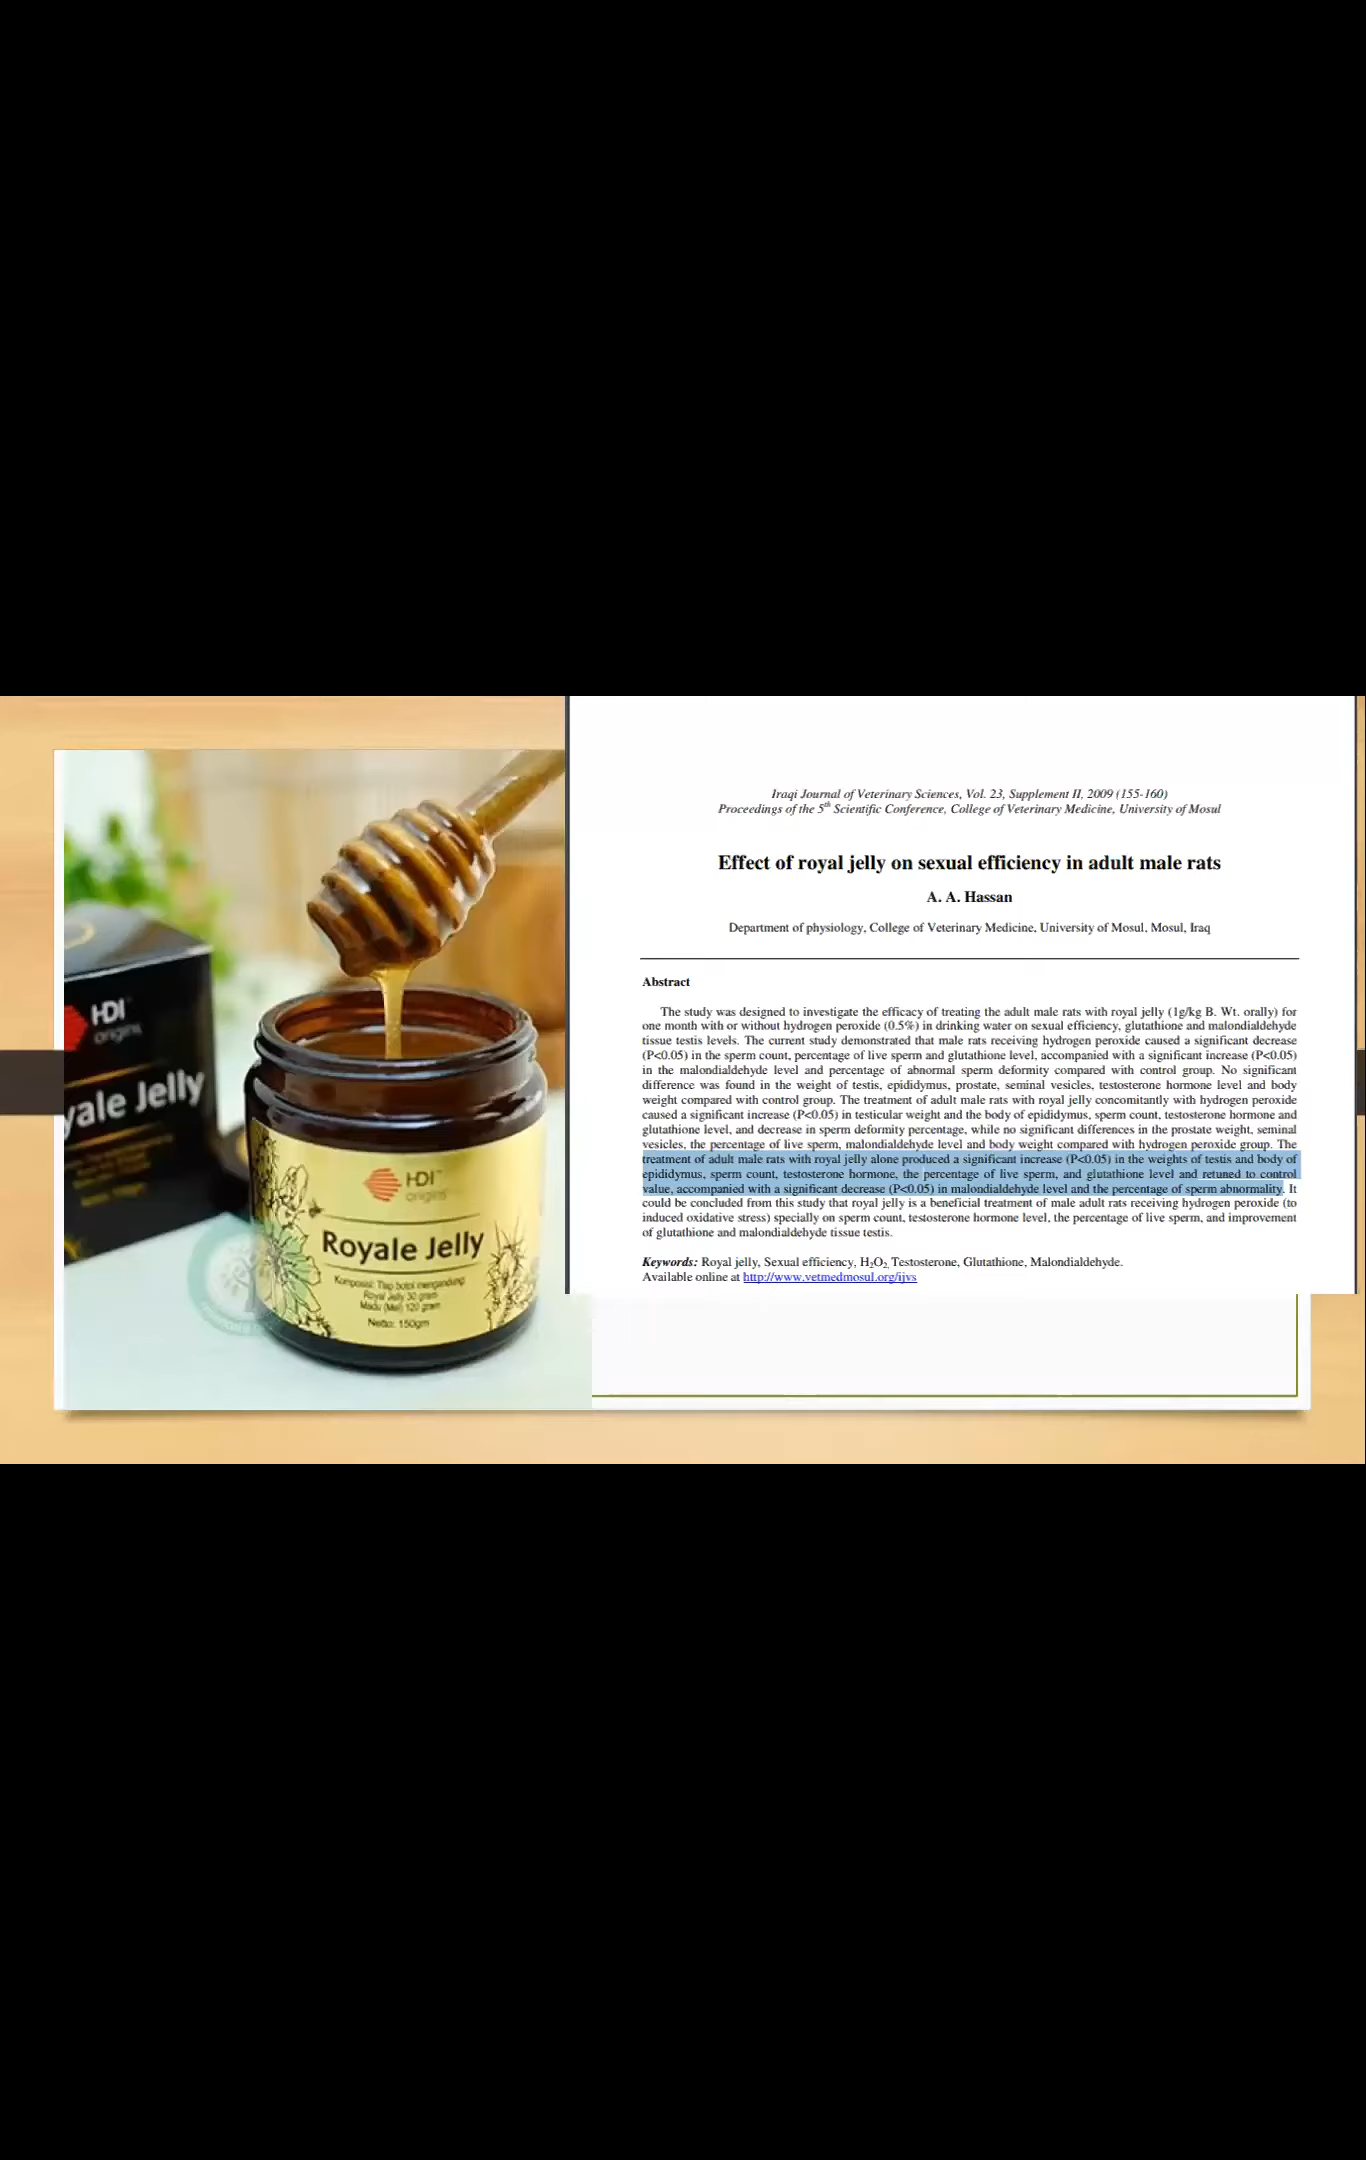 HDI
origins
yale Jelly
HDI™
origins
Royale Jelly
Komposisi: Tiap botol mengandung
Royal Jelly 30 gram
Madu (Mel) 120 gram
Netto: 150gm
Iraqi Journal of Veterinary Sciences, Vol. 23, Supplement II, 2009 (155-160)
Proceedings of the 5th Scientific Conference, College of Veterinary Medicine, University of Mosul
Effect of royal jelly on sexual efficiency in adult male rats
A. A. Hassan
Department of physiology, College of Veterinary Medicine, University of Mosul, Mosul, Iraq
Abstract
The study was designed to investigate the efficacy of treating the adult male rats with royal jelly (1g/kg B. Wt. orally) for
one month with or without hydrogen peroxide (0.5%) in drinking water on sexual efficiency, glutathione and malondialdehyde
tissue testis levels. The current study demonstrated that male rats receiving hydrogen peroxide caused a significant decrease
(P<0.05) in the sperm count, percentage of live sperm and glutathione level, accompanied with a significant increase (P<0.05)
in the malondialdehyde level and percentage of abnormal sperm deformity compared with control group. No significant
difference was found in the weight of testis, epididymus, prostate, seminal vesicles, testosterone hormone level and body
weight compared with control group. The treatment of adult male rats with royal jelly concomitantly with hydrogen peroxide
caused a significant increase (P<0.05) in testicular weight and the body of epididymus, sperm count, testosterone hormone and
glutathione level, and decrease in sperm deformity percentage, while no significant differences in the prostate weight, seminal
vesicles, the percentage of live sperm, malondialdehyde level and body weight compared with hydrogen peroxide group. The
treatment of adult male rats with royal jelly alone produced a significant increase (P<0.05) in the weights of testis and body of
epididymus, sperm count, testosterone hormone, the percentage of live sperm, and glutathione level and retuned to control
value, accompanied with a significant decrease (P<0.05) in malondialdehyde level and the percentage of sperm abnormality. It
could be concluded from this study that royal jelly is a beneficial treatment of male adult rats receiving hydrogen peroxide (to
induced oxidative stress) specially on sperm count, testosterone hormone level, the percentage of live sperm, and improvement
of glutathione and malondialdehyde tissue testis.
Keywords: Royal jelly, Sexual efficiency, H2O2, Testosterone, Glutathione, Malondialdehyde.
Available online at http://www.vetmedmosul.org/ijvs